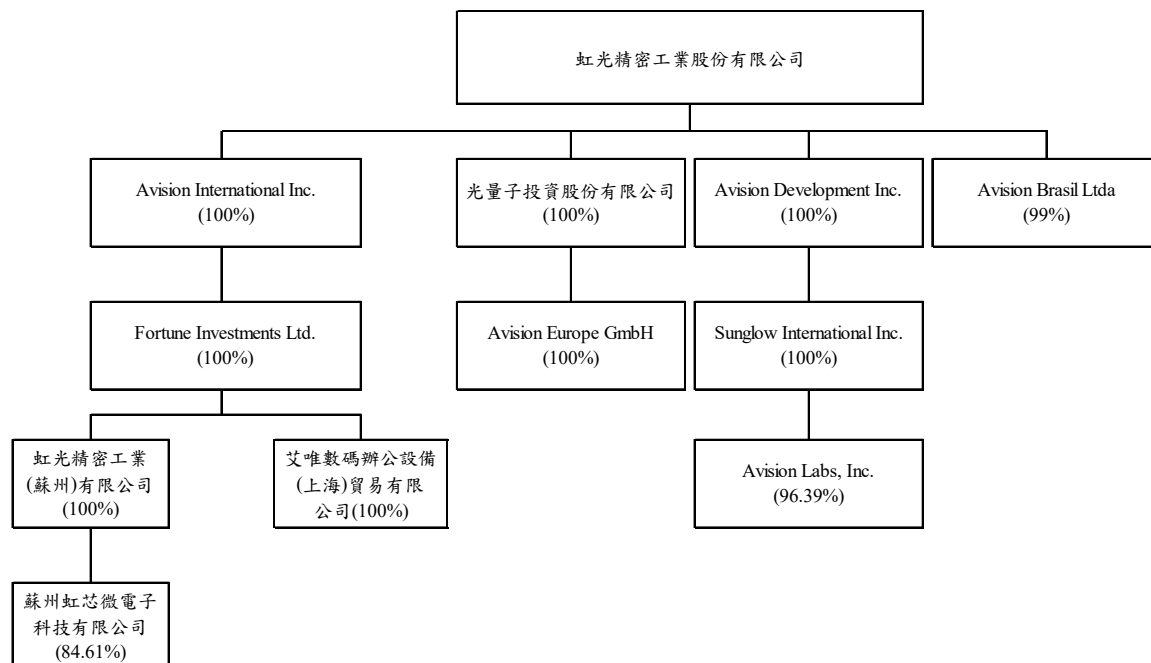 虹光精密工業股份有限公司
Avision International Inc.
(100%)
光量子投資股份有限公司
(100%)
Avision Development Inc.
(100%)
Avision Brasil Ltda
(99%)
Fortune Investments Ltd.
(100%)
Avision Europe GmbH
(100%)
Sunglow International Inc.
(100%)
虹光精密工業
(蘇州)有限公司
(100%)
艾唯數碼辦公設備
(上海)貿易有限
公司(100%)
Avision Labs, Inc.
(96.39%)
蘇州虹芯微電子
科技有限公司
(84.61%)